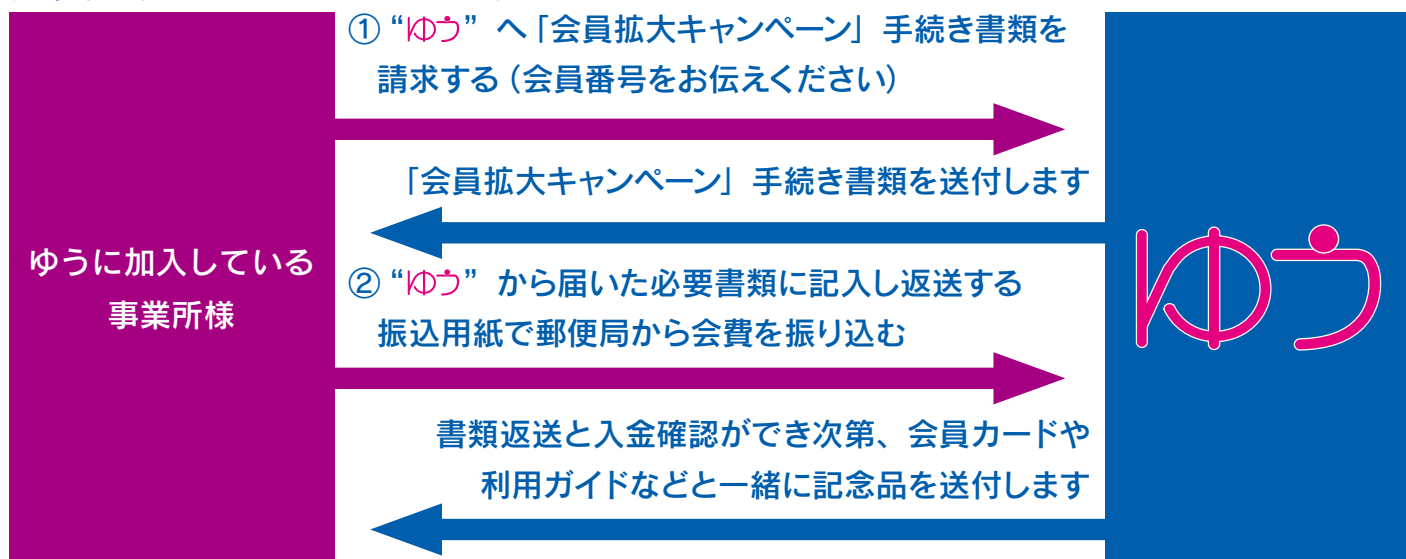 ① “ゆう” へ「会員拡大キャンペーン」手続き書類を
請求する（会員番号をお伝えください）
「会員拡大キャンペーン」手続き書類を送付します
ゆうに加入している
事業所様
② “ゆう” から届いた必要書類に記入し返送する
振込用紙で郵便局から会費を振り込む
ゆう
書類返送と入金確認ができ次第、会員カードや
利用ガイドなどと一緒に記念品を送付します